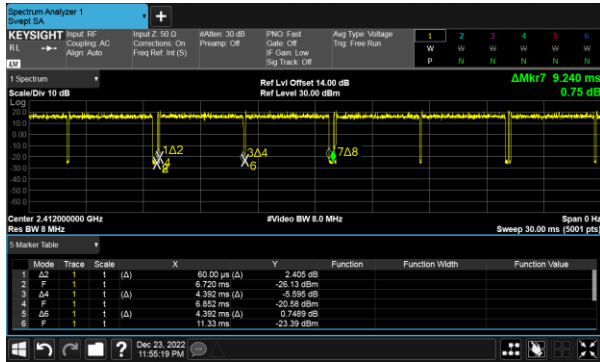 Spectrum Analyzer 1
Swept SA
+
KEYSIGHT Input: RF Input Z: 50 Ω #Atten: 30 dB PNO: Fast Avg Type: Voltage 1 2 3 4 5 6
RL Coupling: AC Corrections: On Preamp: Off Gate: Off Trig: Free Run W W W W W W
Align: Auto Freq Ref: Int (S) IF Gain: Low P N N N N N
LXI Sig Track: Off
1 Spectrum ΔMkr7 9.240 ms
Scale/Div 10 dB Ref Lvl Offset 14.00 dB 0.75 dB
Ref Level 30.00 dBm
Log
20.0
10.0
0.00
-10.0
-20.0
-30.0
-40.0
-50.0
-60.0
1Δ2 3Δ4 7Δ8
4 6
Center 2.412000000 GHz #Video BW 8.0 MHz Span 0 Hz
Res BW 8 MHz Sweep 30.00 ms (5001 pts)
5 Marker Table
Mode Trace Scale X Y Function Function Width Function Value
1 Δ2 1 t (Δ) 60.00 µs (Δ) 2.405 dB
2 F 1 t 6.720 ms -26.13 dBm
3 Δ4 1 t (Δ) 4.392 ms (Δ) -5.595 dB
4 F 1 t 6.852 ms -20.58 dBm
5 Δ6 1 t (Δ) 4.392 ms (Δ) 0.7489 dB
6 F 1 t 11.33 ms -23.39 dBm
? Dec 23, 2022
11:55:19 PM